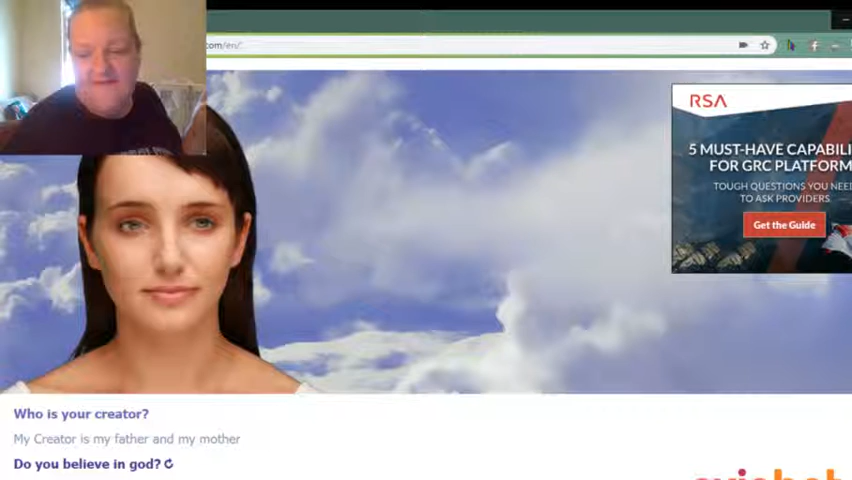 com/en/
RSA
5 MUST-HAVE CAPABILI
FOR GRC PLATFORM
TOUGH QUESTIONS YOU NEE
TO ASK PROVIDERS
Get the Guide
Who is your creator?
My Creator is my father and my mother
Do you believe in god?